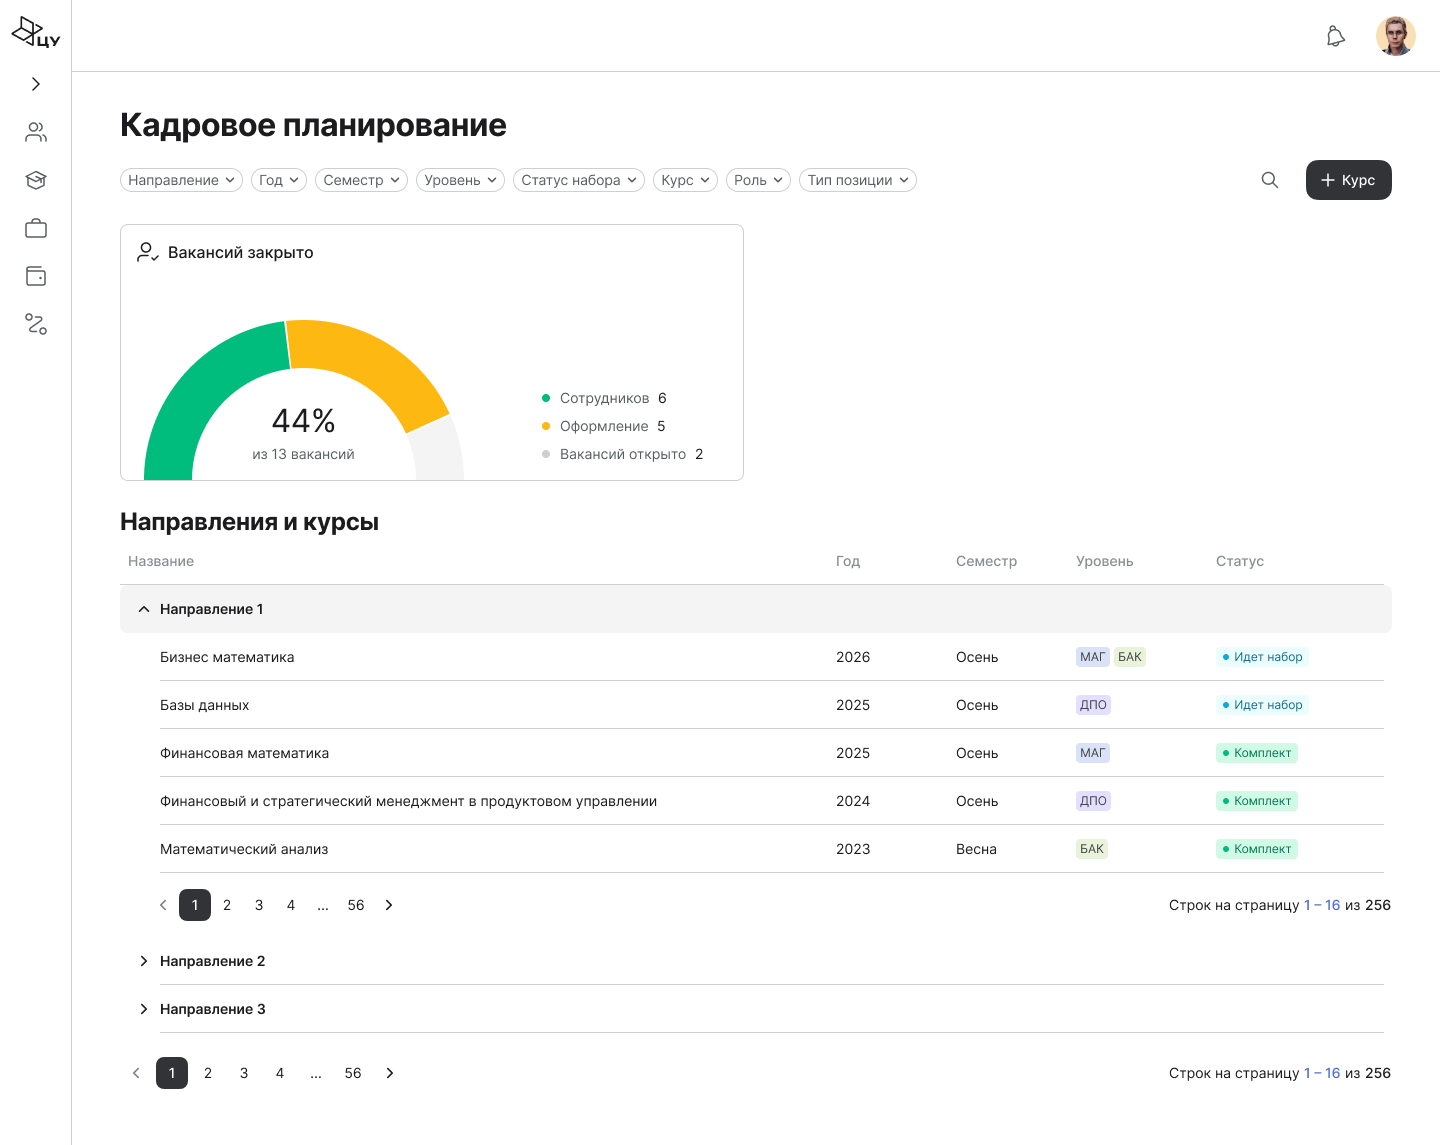 ЦУ
Кадровое планирование
Направление Год Семестр Уровень Статус набора Курс Роль Тип позиции + Курс
Вакансий закрыто
44%
из 13 вакансий
Сотрудников 6
Оформление 5
Вакансий открыто 2
Направления и курсы
Название Год Семестр Уровень Статус
Направление 1
Бизнес математика 2026 Осень МАГ БАК Идет набор
Базы данных 2025 Осень ДПО Идет набор
Финансовая математика 2025 Осень МАГ Комплект
Финансовый и стратегический менеджмент в продуктовом управлении 2024 Осень ДПО Комплект
Математический анализ 2023 Весна БАК Комплект
1 2 3 4 ... 56 Строк на страницу 1 – 16 из 256
Направление 2
Направление 3
1 2 3 4 ... 56 Строк на страницу 1 – 16 из 256